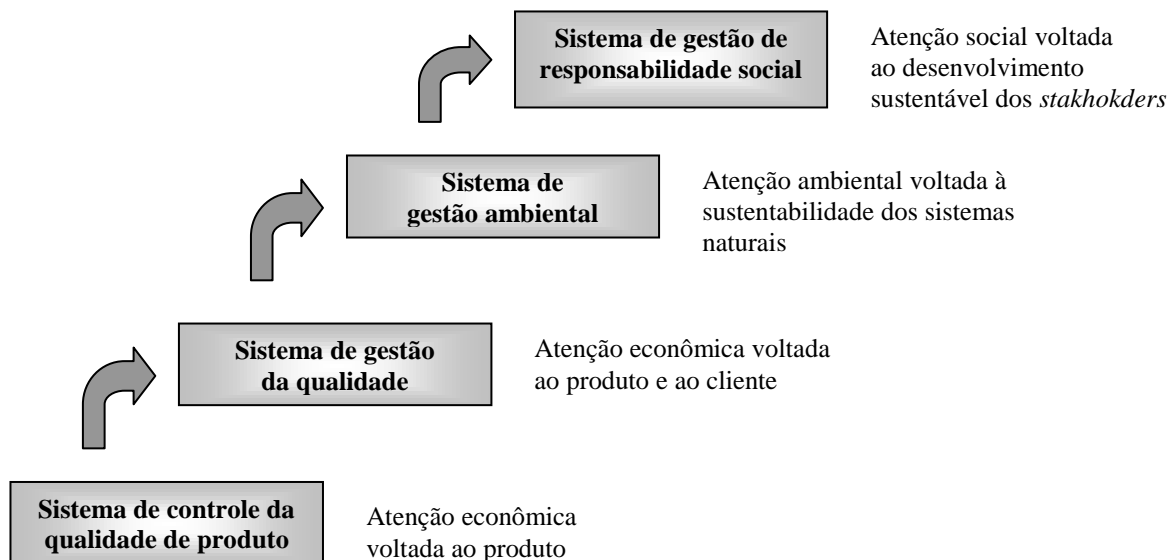 Sistema de gestão de
responsabilidade social
Atenção social voltada
ao desenvolvimento
sustentável dos stakhokders
Sistema de
gestão ambiental
Atenção ambiental voltada à
sustentabilidade dos sistemas
naturais
Sistema de gestão
da qualidade
Atenção econômica voltada
ao produto e ao cliente
Sistema de controle da
qualidade de produto
Atenção econômica
voltada ao produto